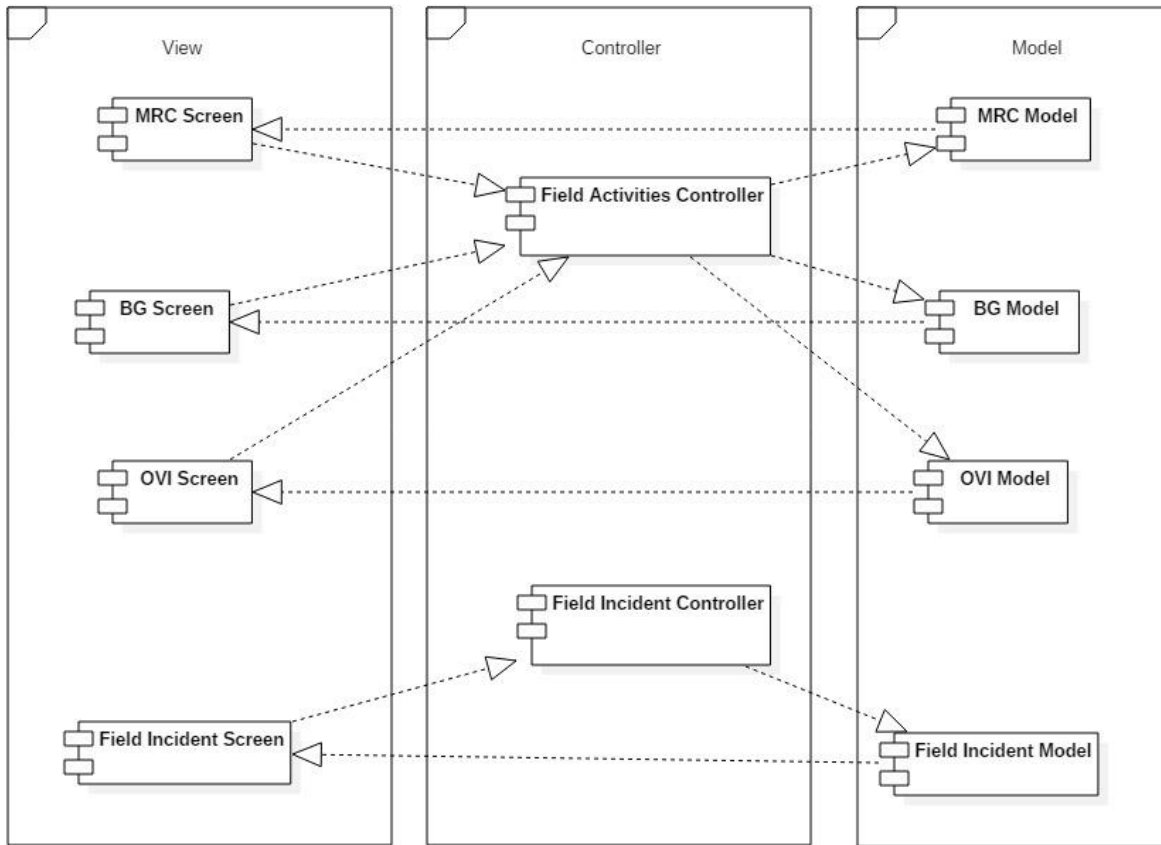 View
Controller
Model
MRC Screen
MRC Model
Field Activities Controller
BG Screen
BG Model
OVI Screen
OVI Model
Field Incident Controller
Field Incident Screen
Field Incident Model